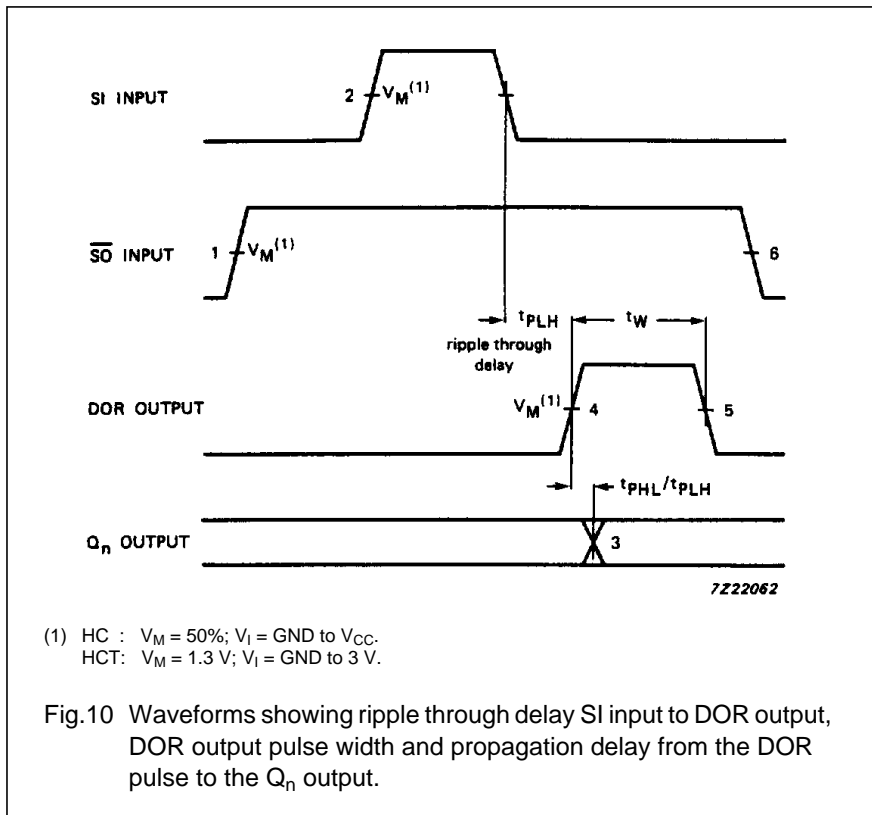 SI INPUT
2 V_M(1)
S̅O̅ INPUT
1 V_M(1)
6
t_PLH
t_W
ripple through
delay
DOR OUTPUT
V_M(1) 4
5
t_PHL/t_PLH
Q_n OUTPUT
3
7Z22062
(1) HC : V_M = 50%; V_I = GND to V_CC.
HCT: V_M = 1.3 V; V_I = GND to 3 V.
Fig.10 Waveforms showing ripple through delay SI input to DOR output,
DOR output pulse width and propagation delay from the DOR
pulse to the Q_n output.